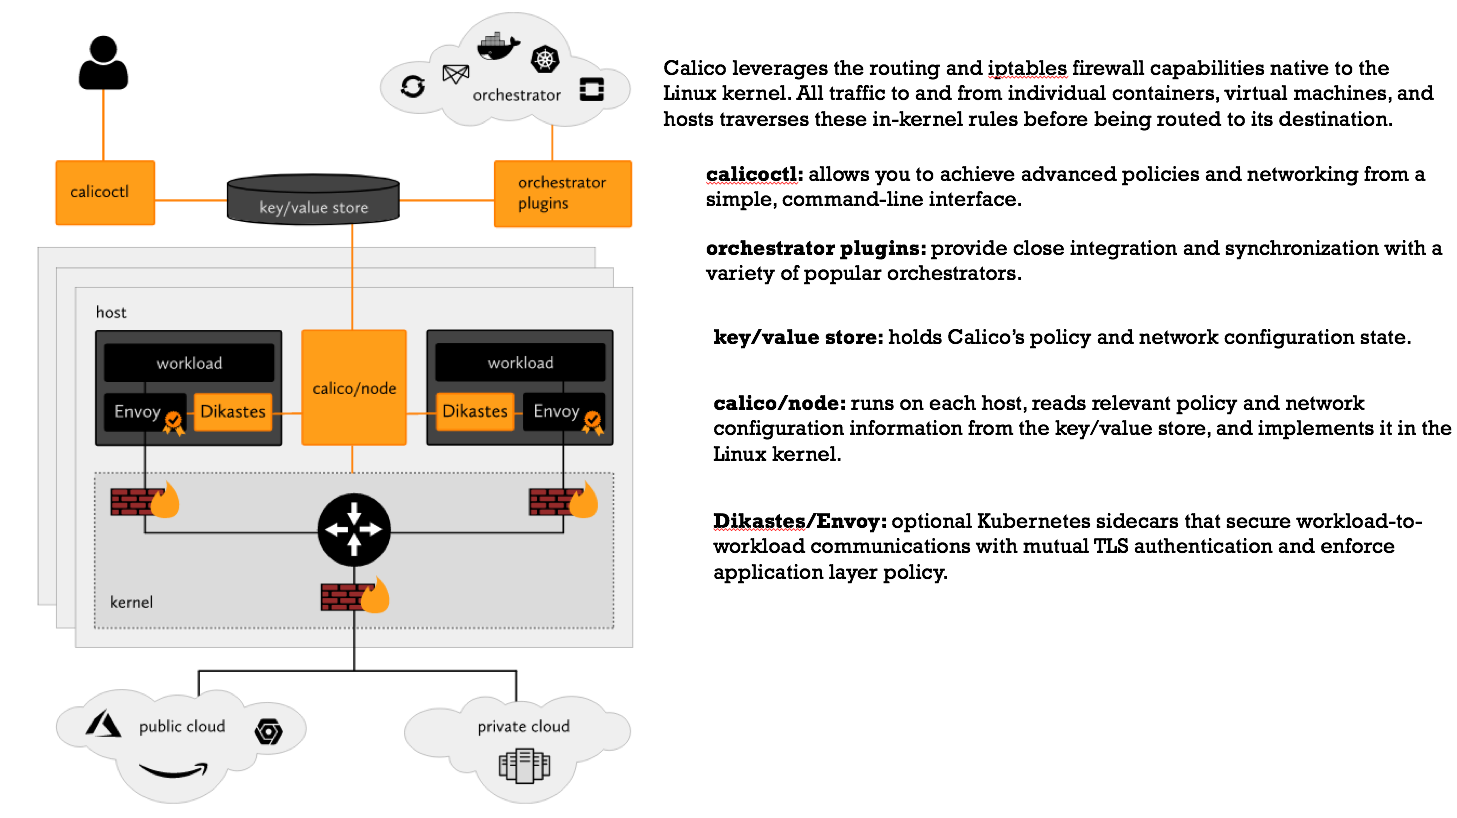 orchestrator
calicoctl
key/value store
orchestrator
plugins
host
workload
Envoy
Dikastes
calico/node
workload
Dikastes
Envoy
kernel
public cloud
private cloud
Calico leverages the routing and iptables firewall capabilities native to the
Linux kernel. All traffic to and from individual containers, virtual machines, and
hosts traverses these in-kernel rules before being routed to its destination.
calicoctl: allows you to achieve advanced policies and networking from a
simple, command-line interface.
orchestrator plugins: provide close integration and synchronization with a
variety of popular orchestrators.
key/value store: holds Calico’s policy and network configuration state.
calico/node: runs on each host, reads relevant policy and network
configuration information from the key/value store, and implements it in the
Linux kernel.
Dikastes/Envoy: optional Kubernetes sidecars that secure workload-to-
workload communications with mutual TLS authentication and enforce
application layer policy.